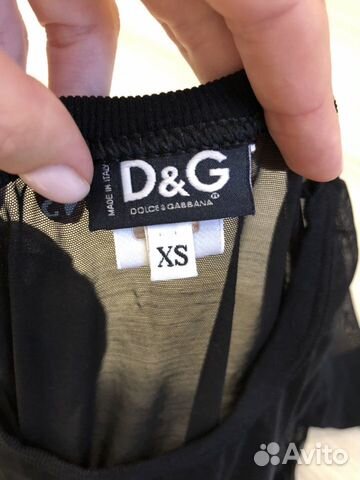 MADE IN ITALY
D&G
DOLCE & GABBANA
XS
Avito